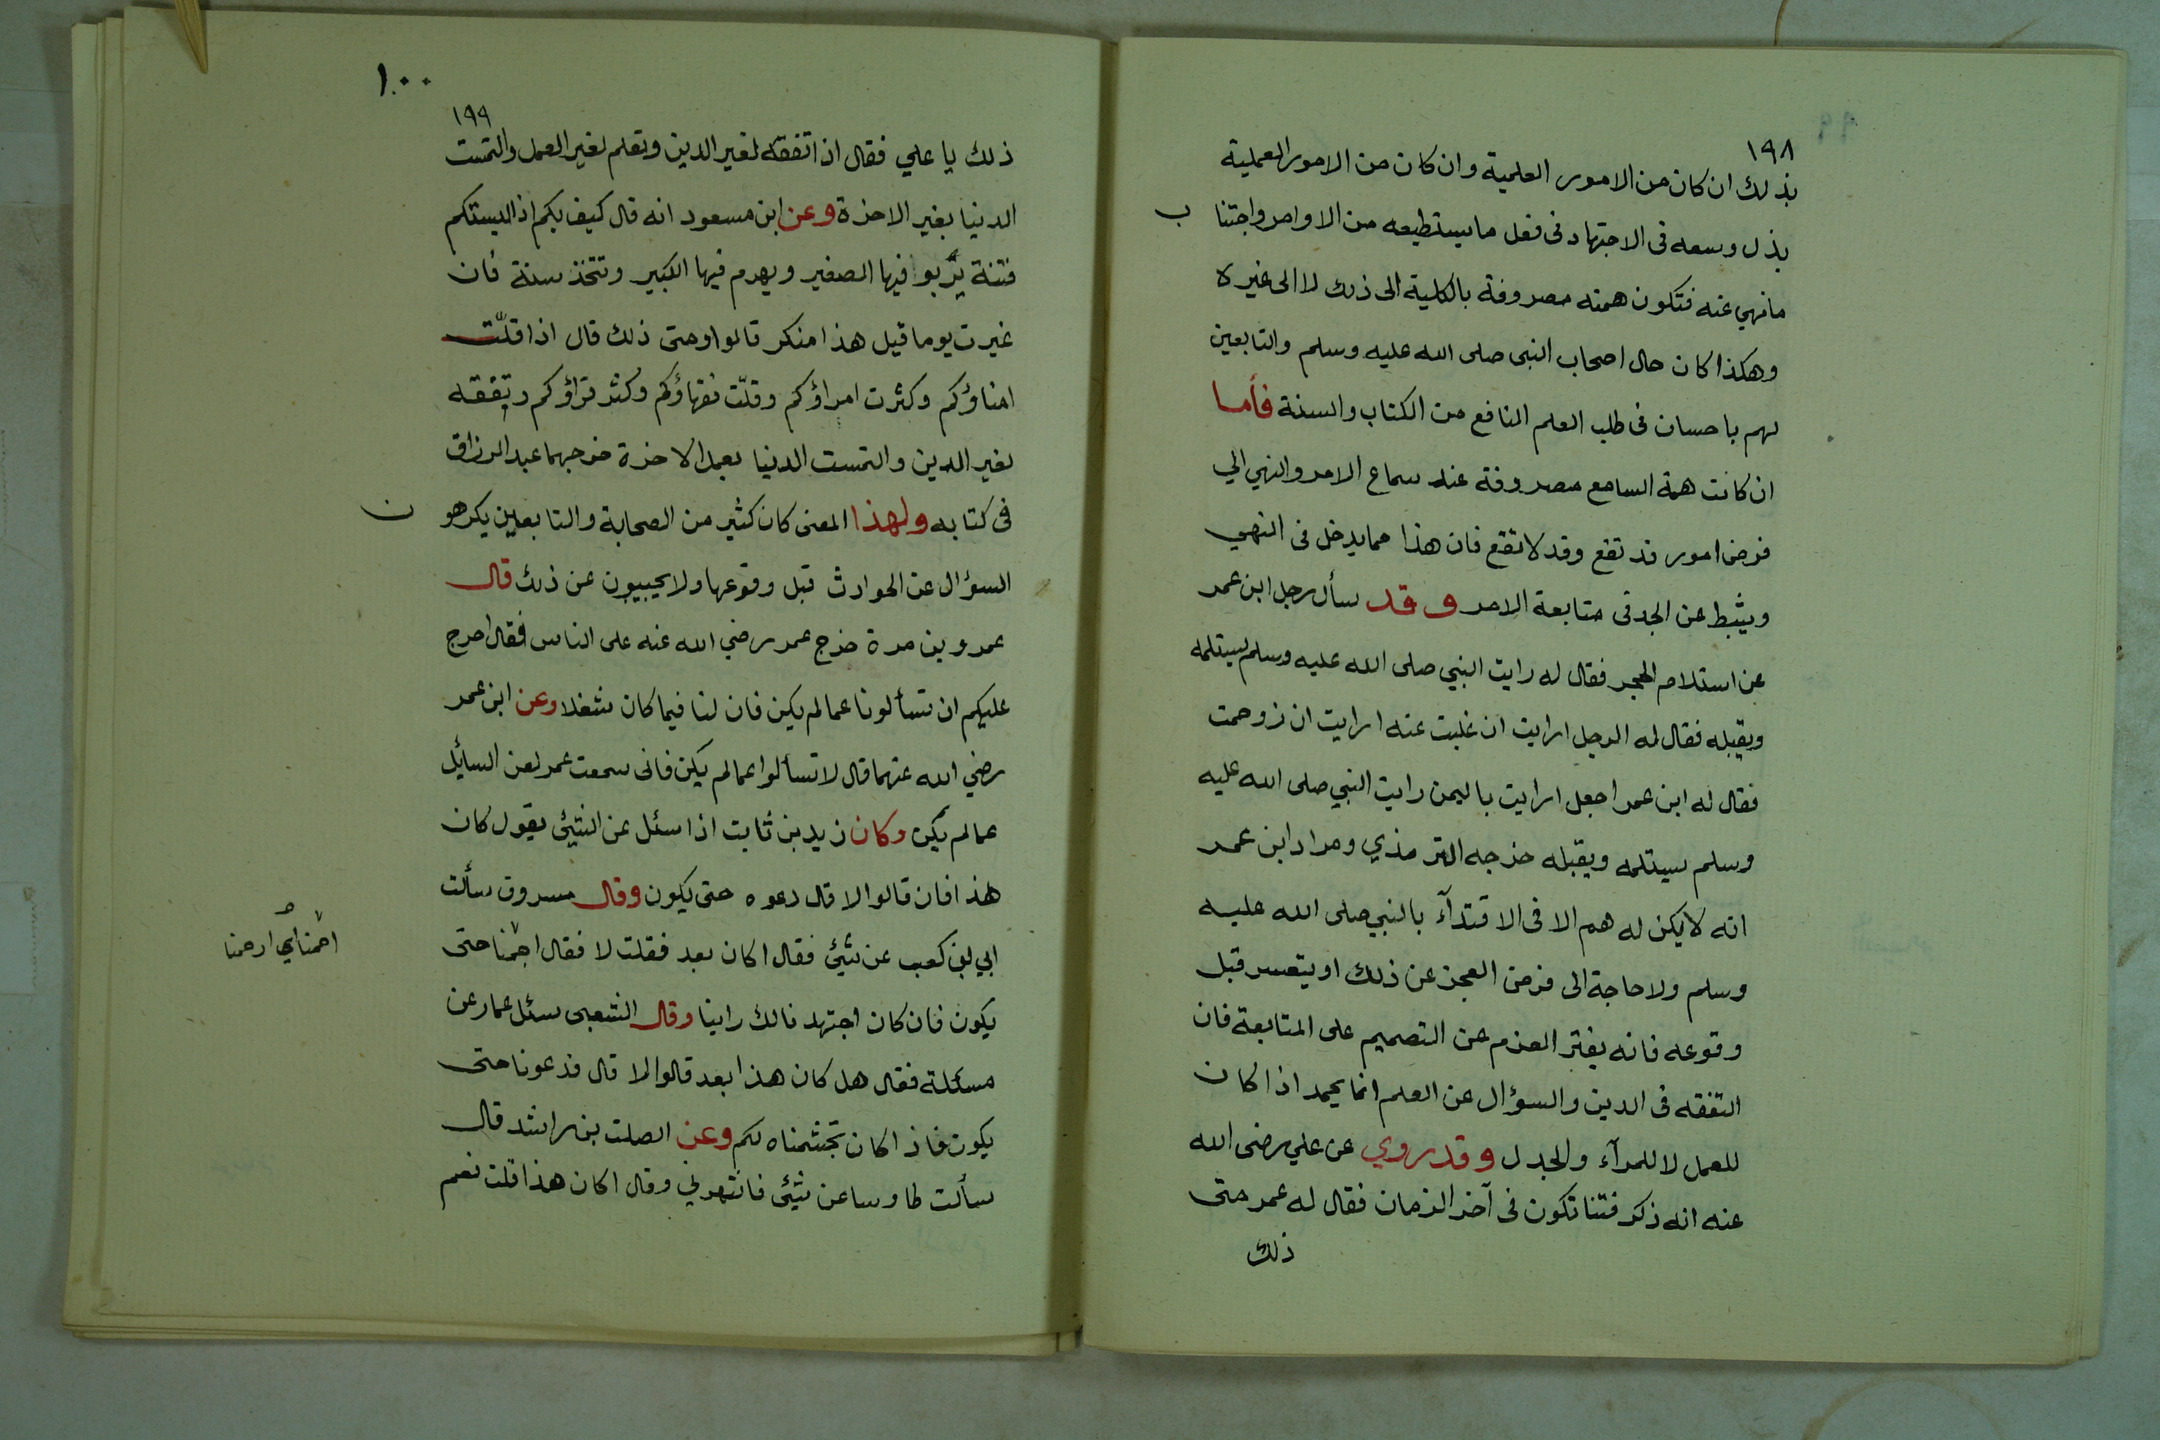 ١٩٨
بذلك ان كان من الامور العلمية وان كان من الامور العملية
بذل وسعه فى الاجتهاد فى فعل ما يستطيعه من الاوامر واجتنا ب
ما نهي عنه فتكون همته مصروفة بالكلية الى ذلك لا الى غيره
وهكذا كان حال اصحاب النبى صلى الله عليه وسلم والتابعين
لهم باحسان فى طلب العلم النافع من الكتاب والسنة فأما
ان كانت همة السامع مصروفة عند سماع الامر والنهي الي
فرض امور قد تقع وقد لا تقع فان هذا مما يدخل فى النهي
ويثبط عن الجد فى متابعة الامر وقد سأل رجل ابن عمر
عن استلام الحجر فقال له رايت النبي صلى الله عليه وسلم يستلمه
ويقبله فقال له الرجل ارايت ان غلبت عنه ارايت ان زوحمت
فقال له ابن عمر اجعل ارايت باليمن رايت النبي صلى الله عليه
وسلم يستلمه ويقبله خرجه الترمذي ومراد ابن عمر
انه لا يكن له هم الا فى الاقتدآء بالنبي صلى الله عليه
وسلم ولا حاجة الى فرض العجز عن ذلك او يتعسر قبل
وقوعه فانه يفتر العزم عن التصميم على المتابعة فان
التفقه فى الدين والسؤال عن العلم انما يحمد اذا كان
للعمل لا للمرآء والجدل وقد روي عن علي رضى الله
عنه انه ذكر فتنا تكون فى آخر الزمان فقال له عمر متى
ذلك
١٠٠
١٩٩
ذلك يا علي فقال اذا تفقه لغير الدين وتعلم لغير العمل والتمست
الدنيا بغير الاخرة وعن ابن مسعود انه قال كيف بكم اذا لبستكم
فتنة يربو فيها الصغير ويهرم فيها الكبير وتتخذ سنة فان
غيرت يوما قيل هذا منكر قالوا ومتى ذلك قال اذا قلّت
امناؤكم وكثرت امراؤكم وقلّت فقهاؤكم وكثر قراؤكم وتفقه
لغير الدين والتمست الدنيا بعمل الاخرة خرجهما عبد الرزاق
فى كتابه ولهذا المعنى كان كثير من الصحابة والتابعين يكرهو ن
السؤال عن الحوادث قبل وقوعها ولا يجيبون عن ذلك قال
عمرو بن مرة خرج عمر رضي الله عنه على الناس فقال احرج
عليكم ان تسألونا عما لم يكن فان لنا فيما كان شغلا وعن ابن عمر
رضي الله عنهما قال لا تسألوا عما لم يكن فانى سمعت عمر لعن السايل
عما لم يكن وكان زيد بن ثابت اذا سئل عن الشيئ يقول كان
هذا فان قالوا لا قال دعوه حتى يكون وقال مسروق سألت
ابي بن كعب عن شيئ فقال اكان بعد فقلت لا فقال اجمنا حتى
اجمنا اي ارحنا
يكون فان كان اجتهد نا لك راينا وقال الشعبى سئل عمار عن
مسئلة فقال هل كان هذا بعد قالوا لا قال فدعونا حتى
يكون فاذا كان تجشمناه لكم وعن الصلت بن راشد قال
سألت طاوسا عن شيئ فانتهرني وقال اكان هذا قلت نعم